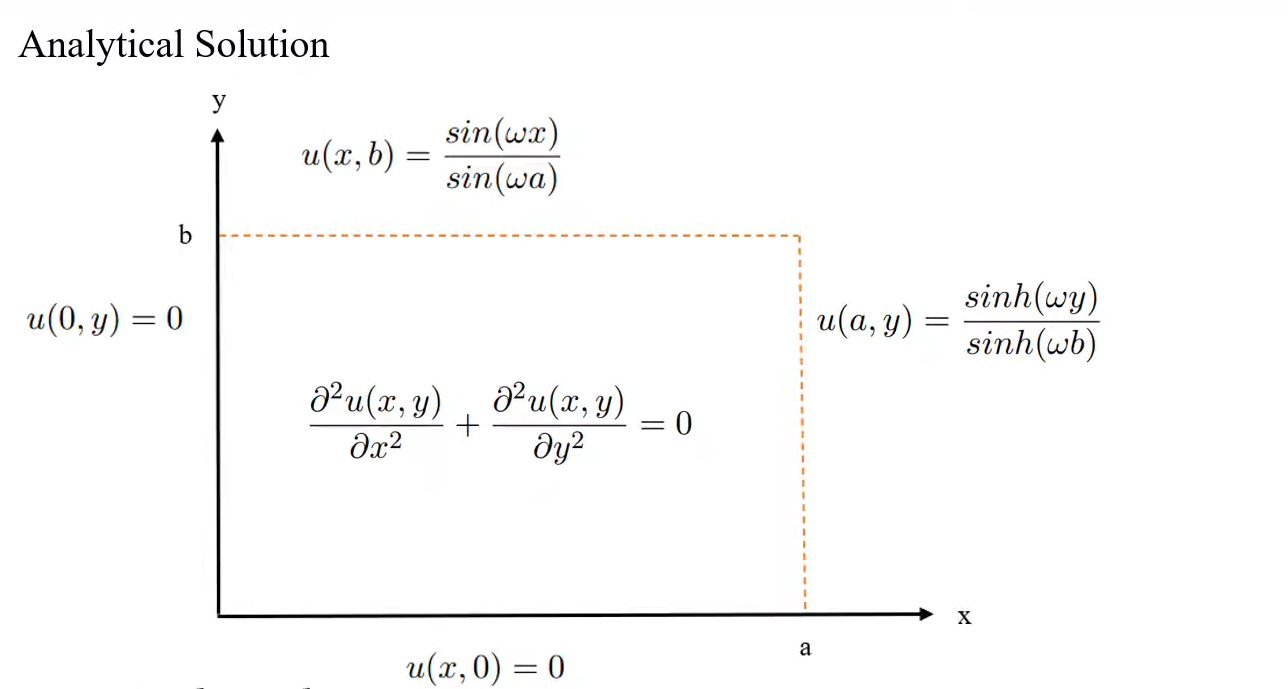 Analytical Solution
y
u(x, b) = sin(ωx) / sin(ωa)
b
u(0, y) = 0
u(a, y) = sinh(ωy) / sinh(ωb)
∂²u(x, y) / ∂x² + ∂²u(x, y) / ∂y² = 0
x
a
u(x, 0) = 0